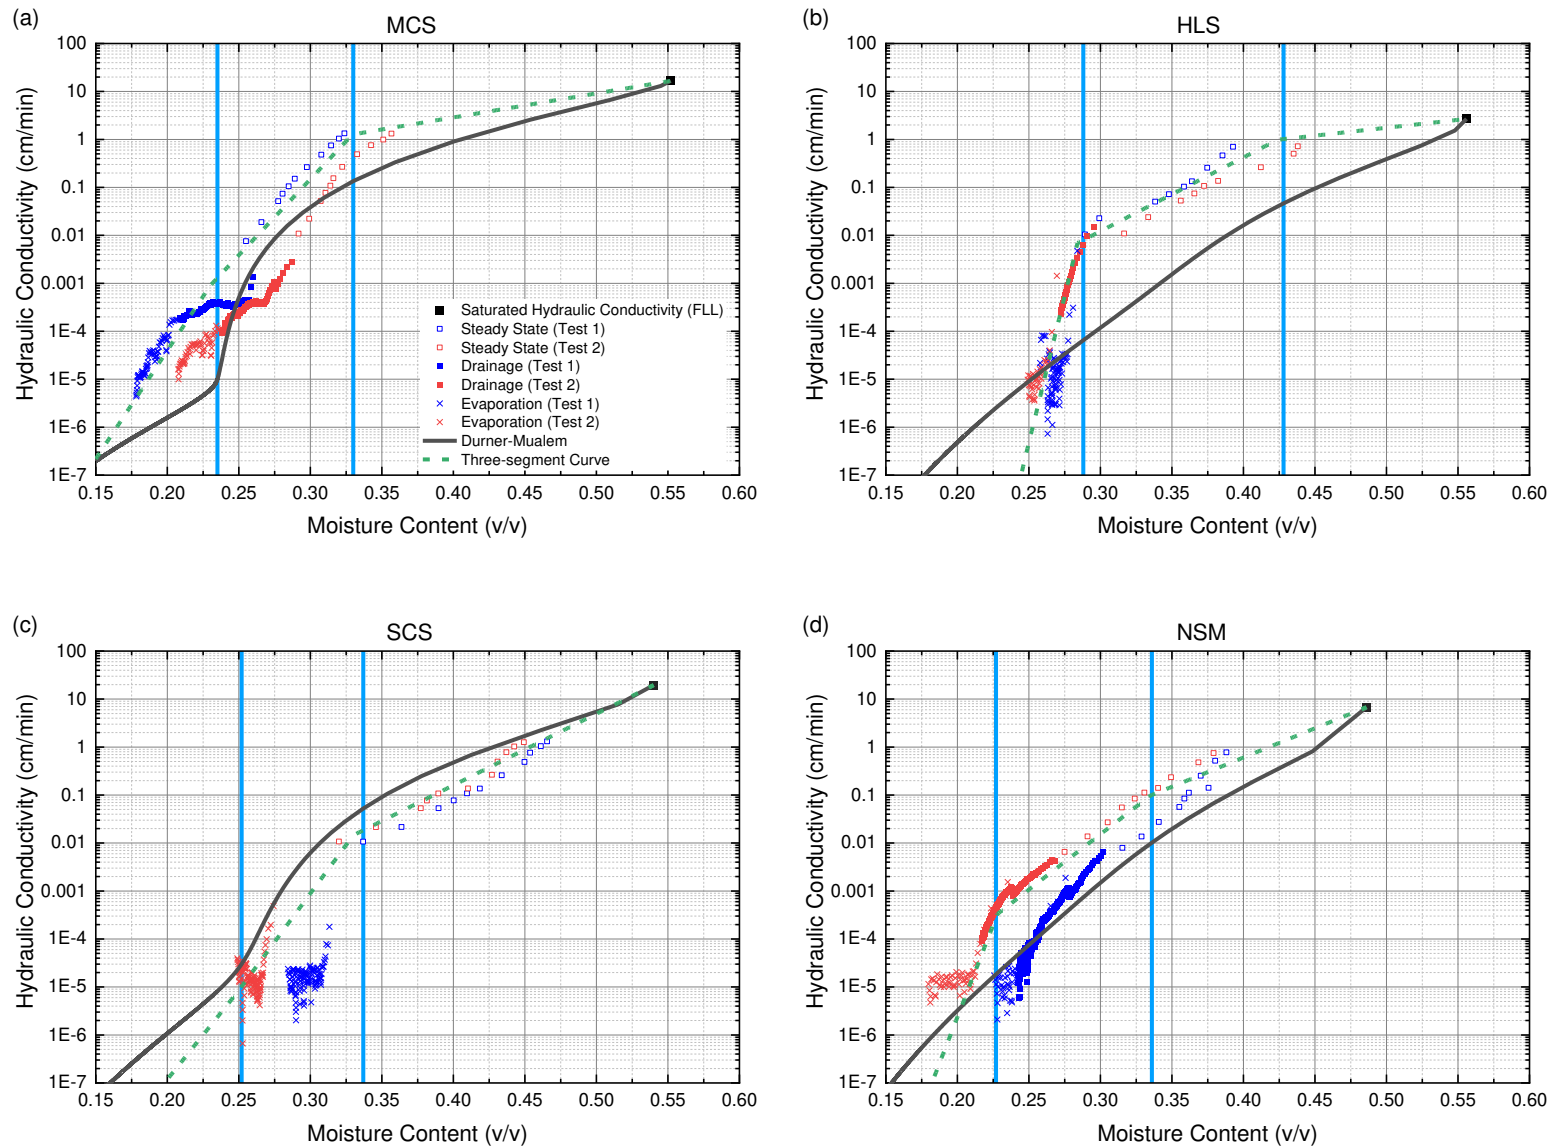 (a)
MCS
100
10
1
0.1
0.01
0.001
1E-4
1E-5
1E-6
1E-7
Hydraulic Conductivity (cm/min)
0.15 0.20 0.25 0.30 0.35 0.40 0.45 0.50 0.55 0.60
Moisture Content (v/v)
Saturated Hydraulic Conductivity (FLL)
Steady State (Test 1)
Steady State (Test 2)
Drainage (Test 1)
Drainage (Test 2)
Evaporation (Test 1)
Evaporation (Test 2)
Durner-Mualem
Three-segment Curve
(b)
HLS
100
10
1
0.1
0.01
0.001
1E-4
1E-5
1E-6
1E-7
Hydraulic Conductivity (cm/min)
0.15 0.20 0.25 0.30 0.35 0.40 0.45 0.50 0.55 0.60
Moisture Content (v/v)
(c)
SCS
100
10
1
0.1
0.01
0.001
1E-4
1E-5
1E-6
1E-7
Hydraulic Conductivity (cm/min)
0.15 0.20 0.25 0.30 0.35 0.40 0.45 0.50 0.55 0.60
Moisture Content (v/v)
(d)
NSM
100
10
1
0.1
0.01
0.001
1E-4
1E-5
1E-6
1E-7
Hydraulic Conductivity (cm/min)
0.15 0.20 0.25 0.30 0.35 0.40 0.45 0.50 0.55 0.60
Moisture Content (v/v)